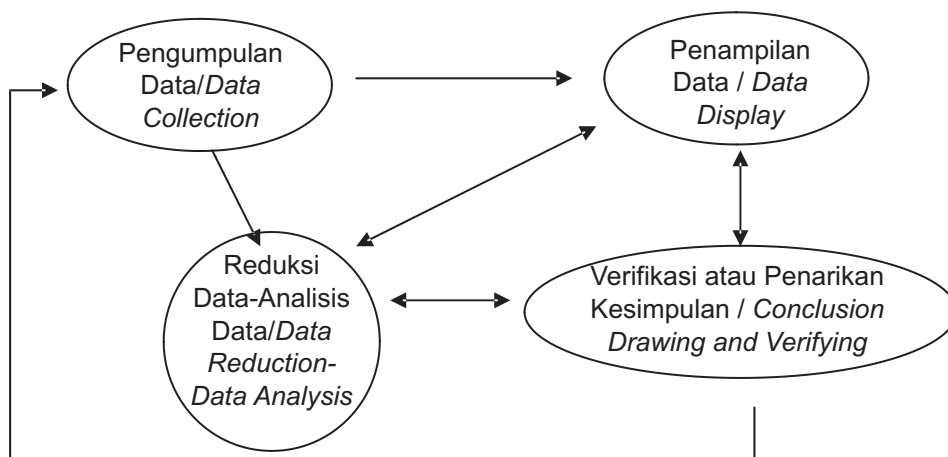 Pengumpulan
Data/Data
Collection
Penampilan
Data / Data
Display
Reduksi
Data-Analisis
Data/Data
Reduction-
Data Analysis
Verifikasi atau Penarikan
Kesimpulan / Conclusion
Drawing and Verifying